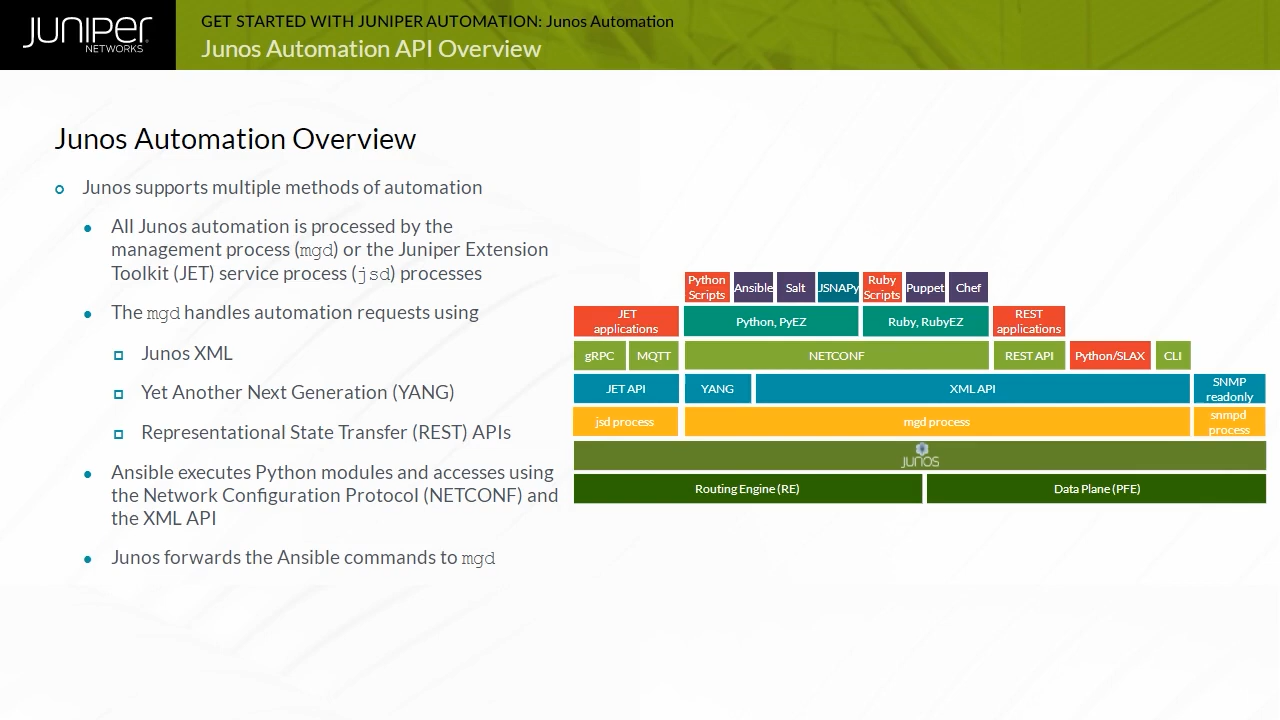 JUNIPER
NETWORKS
GET STARTED WITH JUNIPER AUTOMATION: Junos Automation
Junos Automation API Overview
Junos Automation Overview
Junos supports multiple methods of automation
All Junos automation is processed by the
management process (mgd) or the Juniper Extension
Toolkit (JET) service process (jsd) processes
The mgd handles automation requests using
Junos XML
Yet Another Next Generation (YANG)
Representational State Transfer (REST) APIs
Ansible executes Python modules and accesses using
the Network Configuration Protocol (NETCONF) and
the XML API
Junos forwards the Ansible commands to mgd
Python
Scripts
Ansible
Salt
JSNAPy
Ruby
Scripts
Puppet
Chef
JET
applications
Python, PyEZ
Ruby, RubyEZ
REST
applications
gRPC
MQTT
NETCONF
REST API
Python/SLAX
CLI
JET API
YANG
XML API
SNMP
readonly
jsd process
mgd process
snmpd
process
JUNOS
Routing Engine (RE)
Data Plane (PFE)